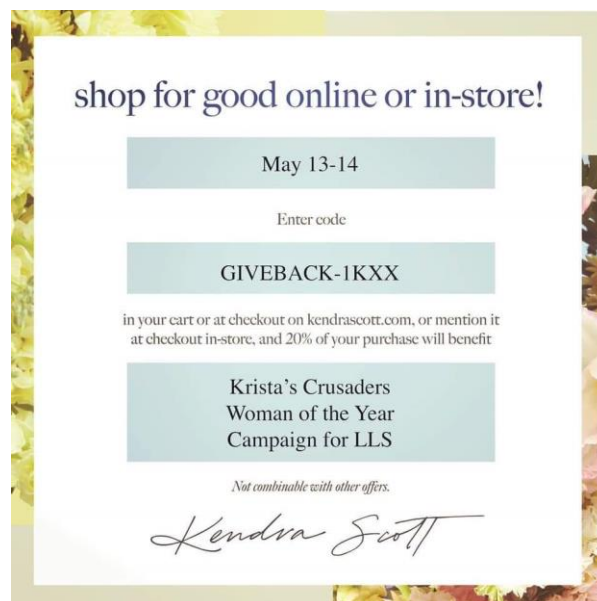 shop for good online or in-store!
May 13-14
Enter code
GIVEBACK-1KXX
in your cart or at checkout on kendrascott.com, or mention it
at checkout in-store, and 20% of your purchase will benefit
Krista's Crusaders
Woman of the Year
Campaign for LLS
Not combinable with other offers.
Kendra Scott